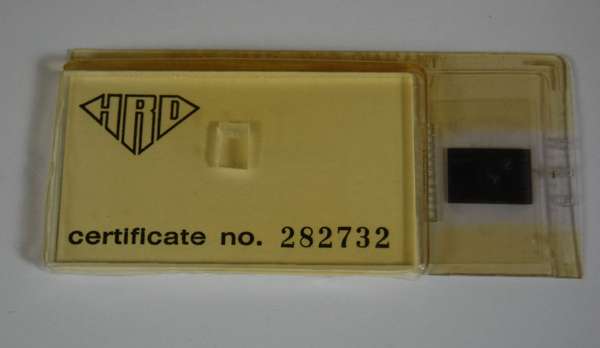 HRD
certificate no. 282732